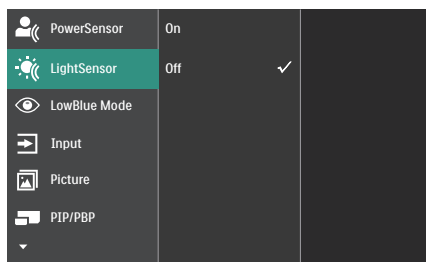 PowerSensor
On
LightSensor
Off
LowBlue Mode
Input
Picture
PIP/PBP